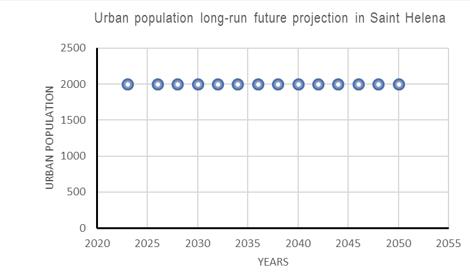 Urban population long-run future projection in Saint Helena
2500
2000
1500
1000
500
0
URBAN POPULATION
2020 2025 2030 2035 2040 2045 2050 2055
YEARS